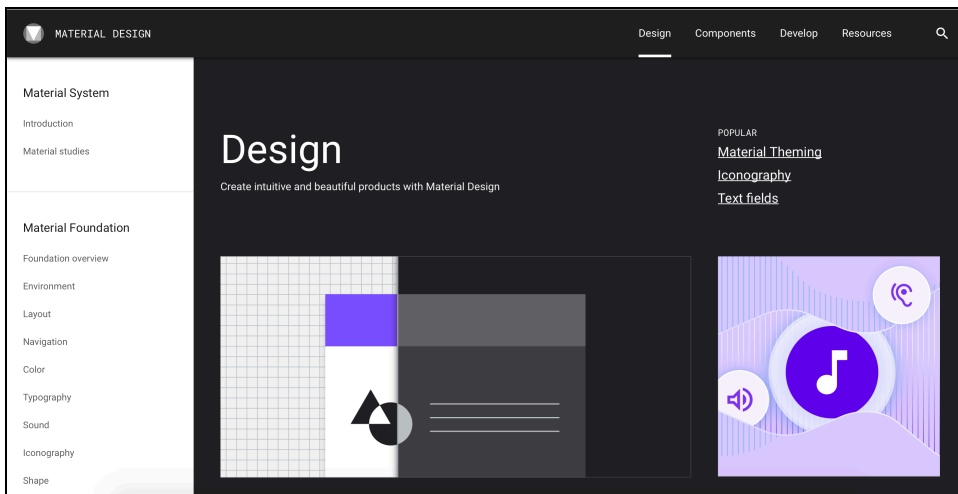 MATERIAL DESIGN
Design Components Develop Resources
Material System
Introduction
Material studies
Material Foundation
Foundation overview
Environment
Layout
Navigation
Color
Typography
Sound
Iconography
Shape
Design
Create intuitive and beautiful products with Material Design
POPULAR
Material Theming
Iconography
Text fields